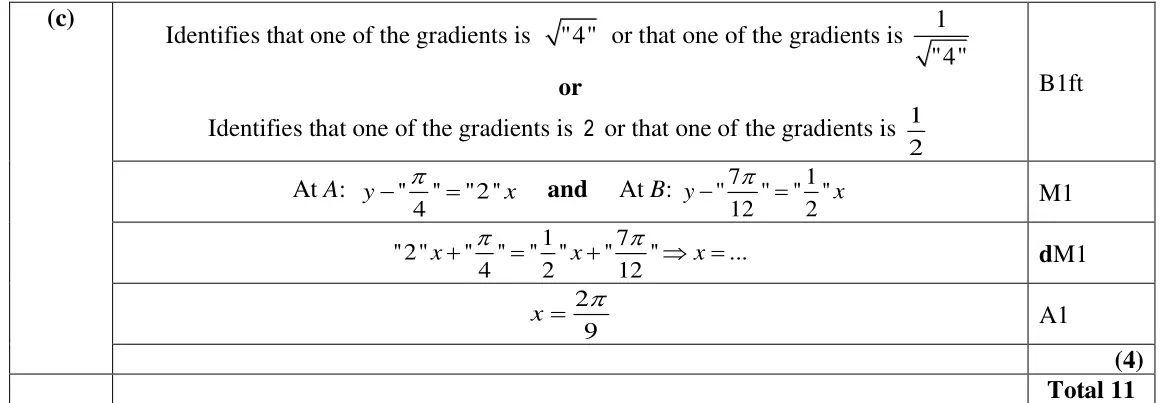 (c)
Identifies that one of the gradients is √"4" or that one of the gradients is 1/√"4"
or
Identifies that one of the gradients is 2 or that one of the gradients is 1/2
B1ft
At A: y − "π/4" = "2"x and At B: y − "7π/12" = "1/2"x
M1
"2"x + "π/4" = "1/2"x + "7π/12" ⇒ x = ...
dM1
x = 2π/9
A1
(4)
Total 11